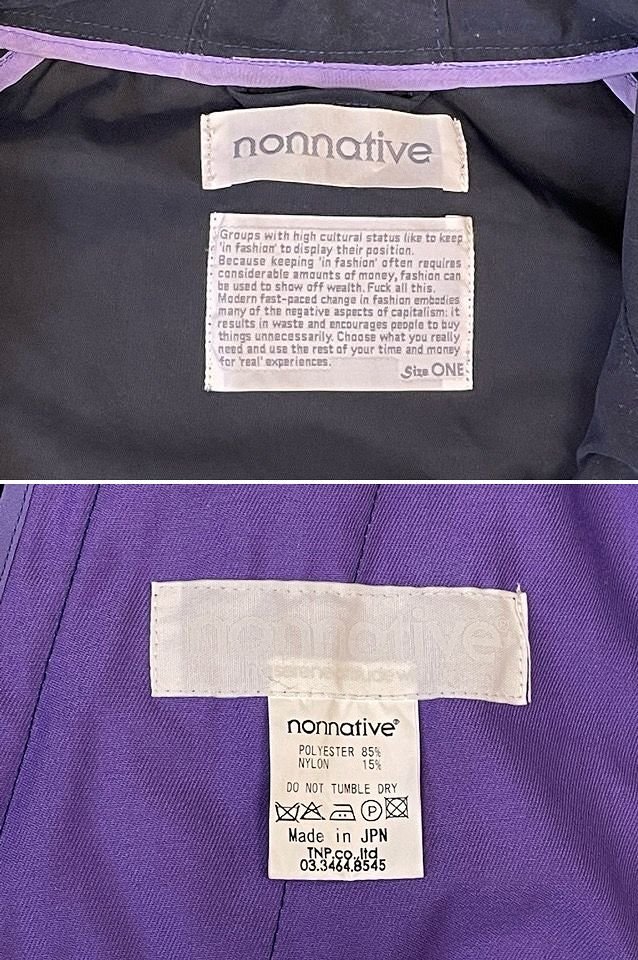 nonnative
Groups with high cultural status like to keep
'in fashion' to display their position.
Because keeping 'in fashion' often requires
considerable amounts of money, fashion can
be used to show off wealth. Fuck all this.
Modern fast-paced change in fashion embodies
many of the negative aspects of capitalism: it
results in waste and encourages people to buy
things unnecessarily. Choose what you really
need and use the rest of your time and money
for 'real' experiences.
Size ONE
nonnative®
nonnative®
POLYESTER 85%
NYLON 15%
DO NOT TUMBLE DRY
P
Made in JPN
TNP.co.,ltd
03.3464.8545